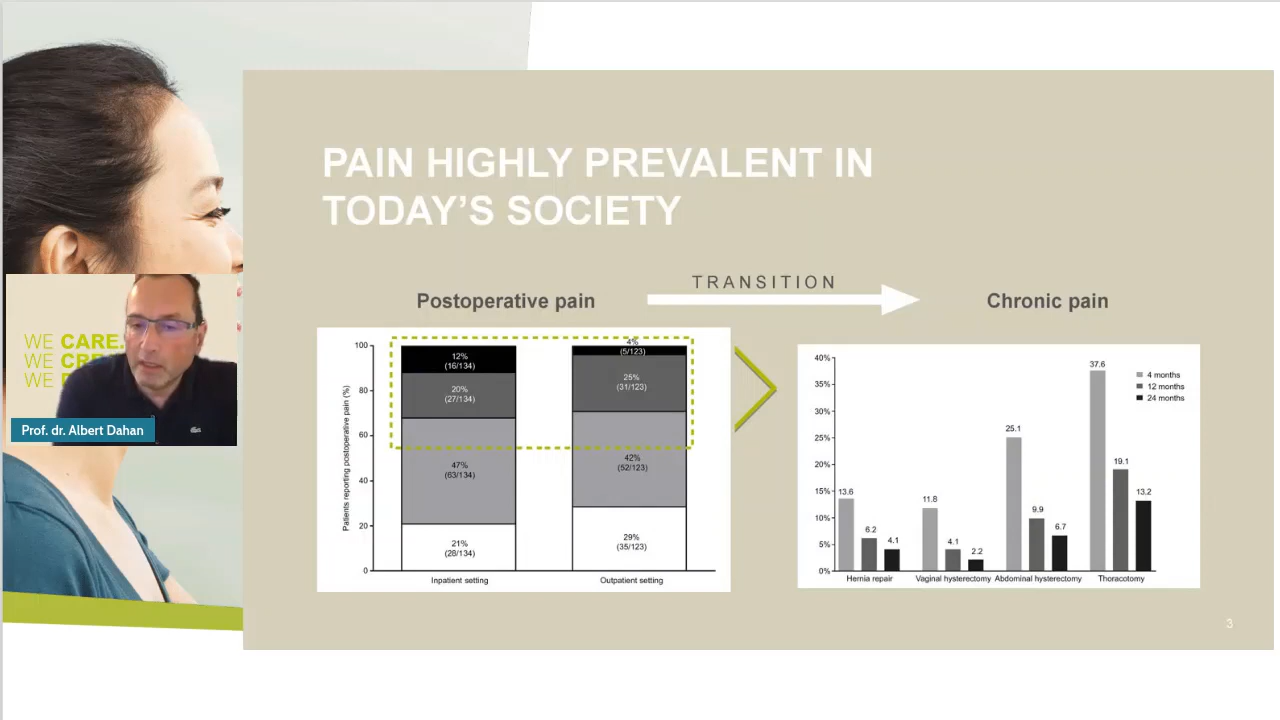 PAIN HIGHLY PREVALENT IN
TODAY'S SOCIETY
TRANSITION
Postoperative pain
Chronic pain
Patients reporting postoperative pain (%)
100
80
60
40
20
0
12%
(16/134)
20%
(27/134)
47%
(63/134)
21%
(28/134)
Inpatient setting
4%
(5/123)
25%
(31/123)
42%
(52/123)
29%
(35/123)
Outpatient setting
40%
35%
30%
25%
20%
15%
10%
5%
0%
13.6
6.2
4.1
Hernia repair
11.8
4.1
2.2
Vaginal hysterectomy
25.1
9.9
6.7
Abdominal hysterectomy
37.6
19.1
13,2
Thoracotomy
4 months
12 months
24 months
WE CARE.
WE
WE
Prof. dr. Albert Dahan
3